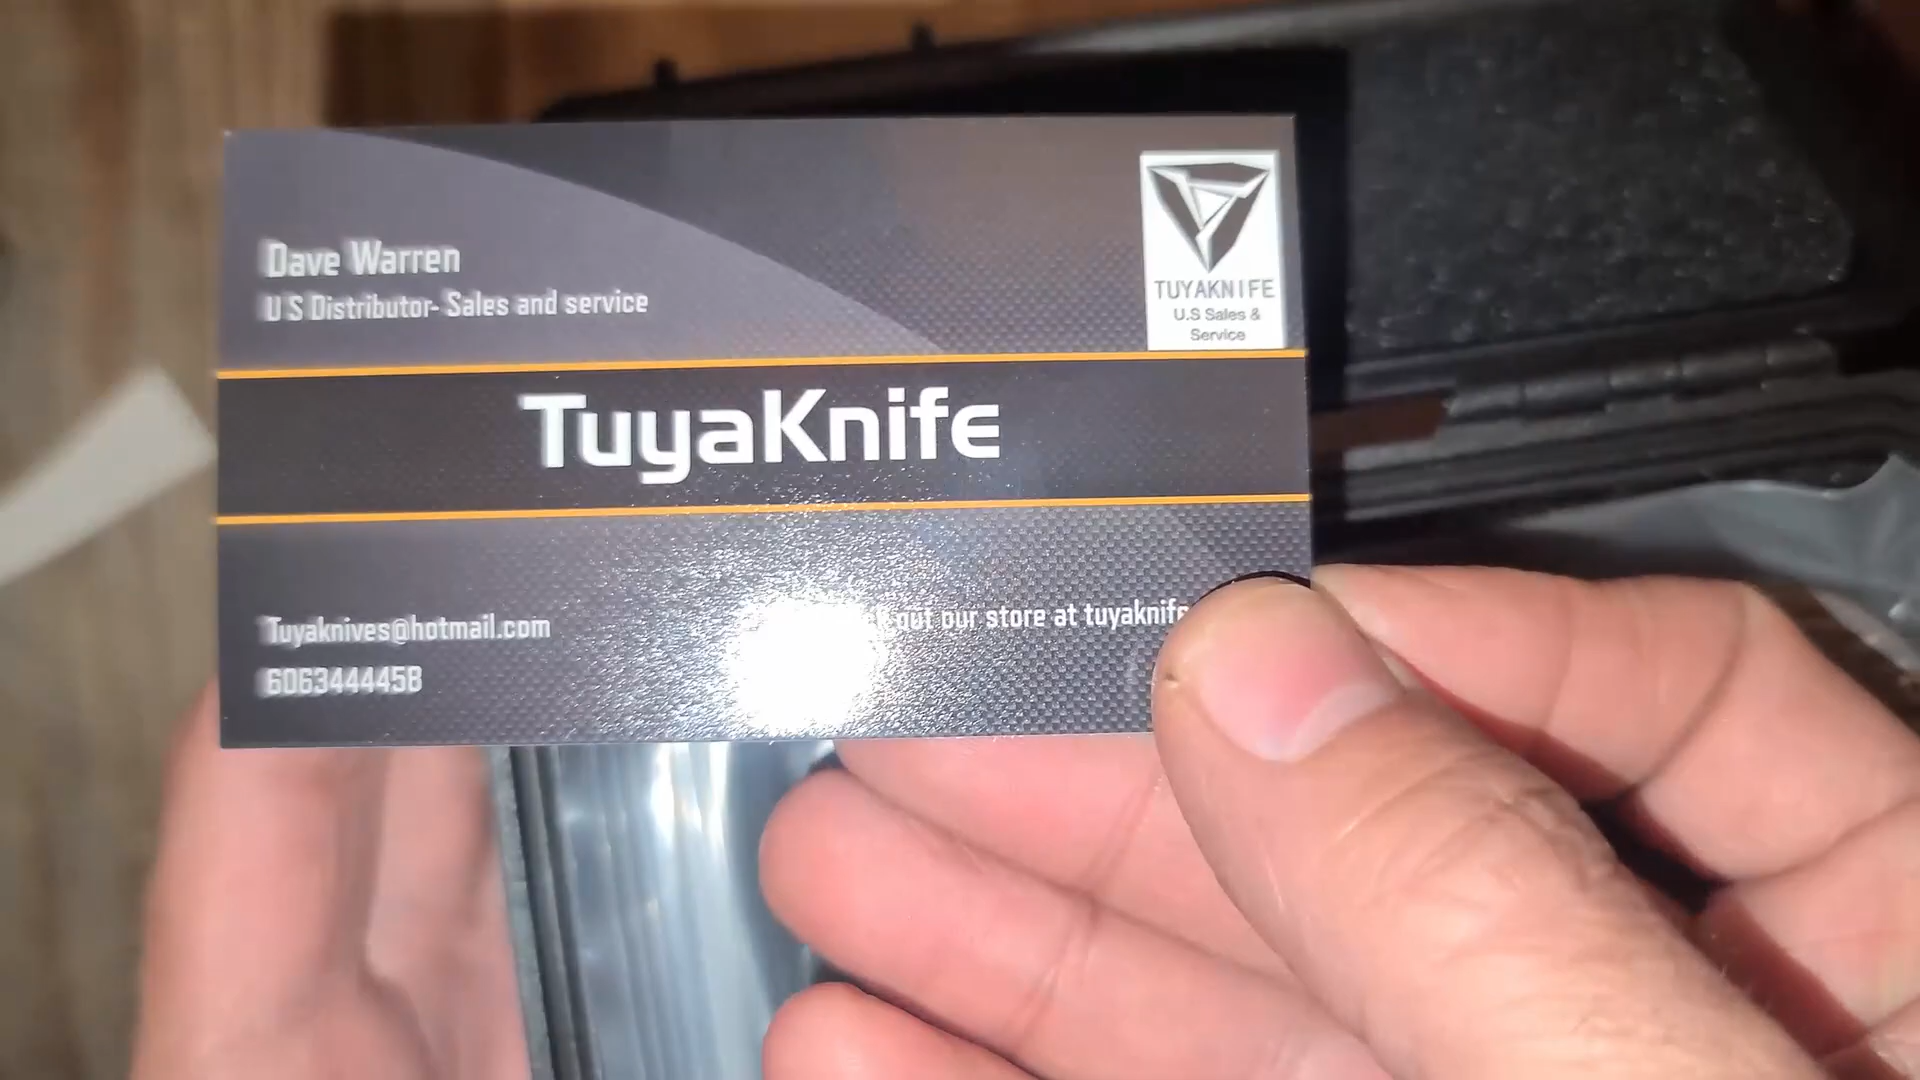 Dave Warren
U S Distributor- Sales and service
TUYAKNIFE
U.S Sales &
Service
TuyaKnife
Tuyaknives@hotmail.com
out our store at tuyaknife
6063444458